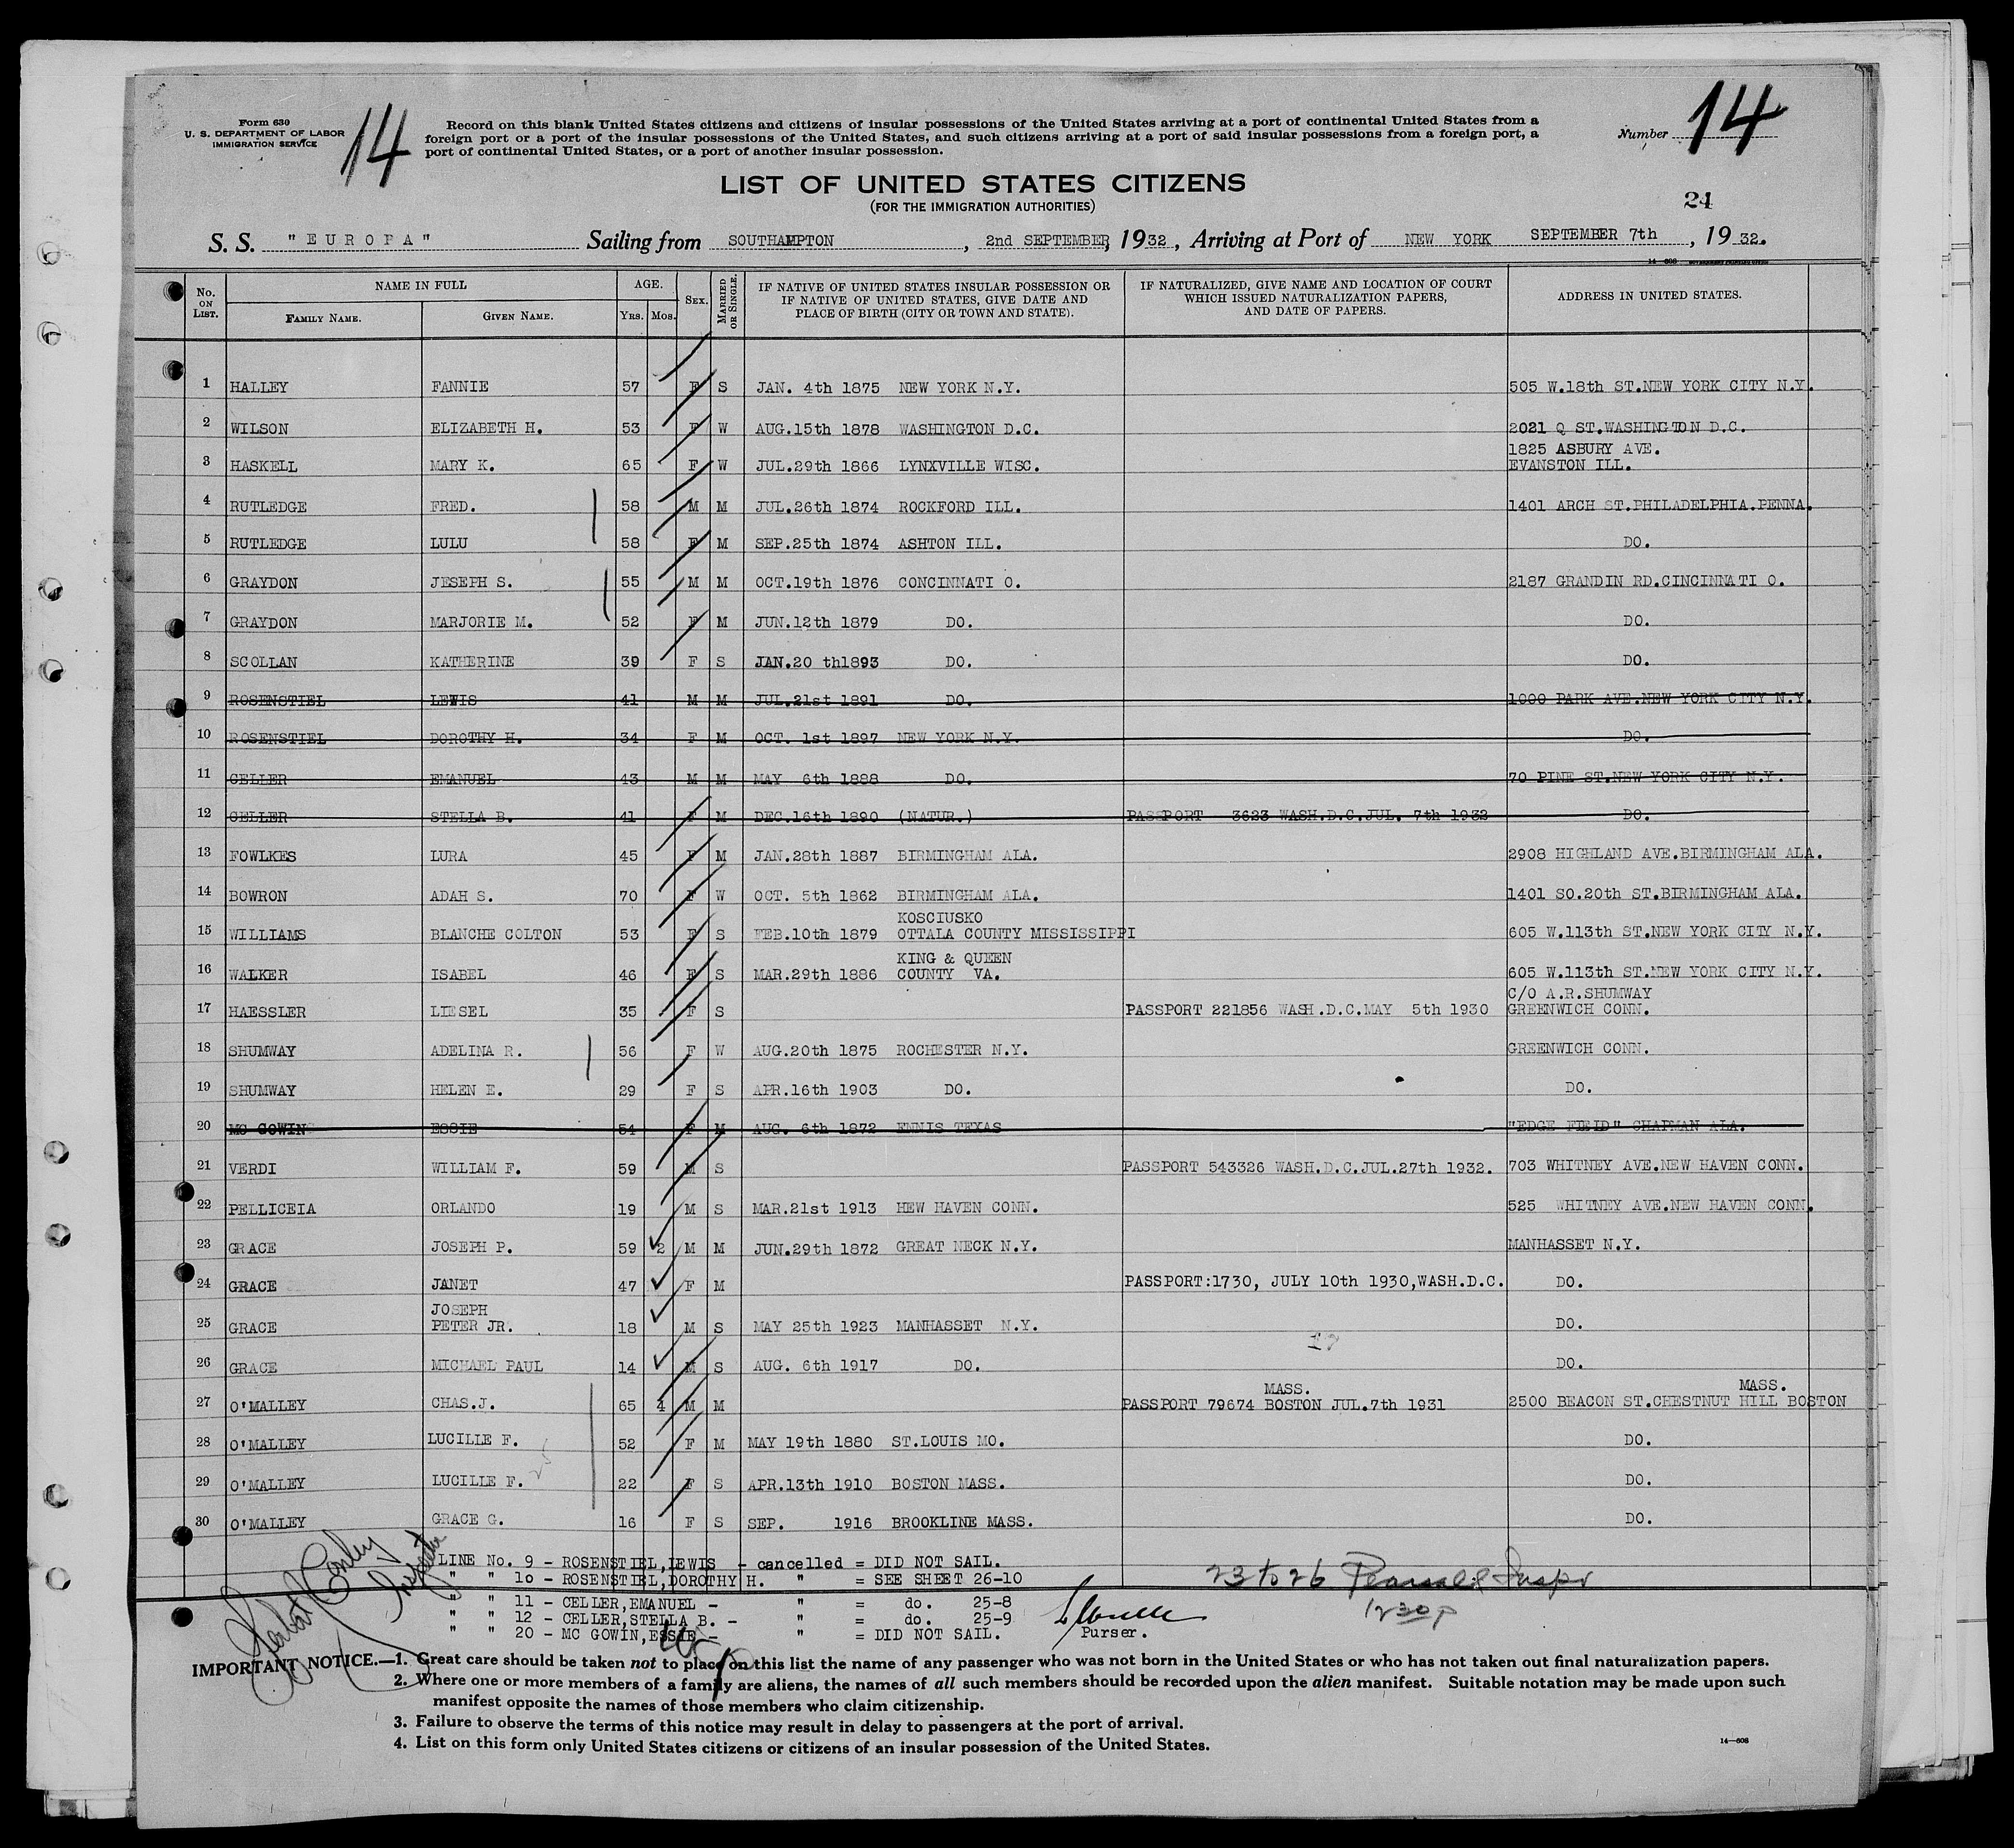 Form 630
U. S. DEPARTMENT OF LABOR
IMMIGRATION SERVICE
14
Record on this blank United States citizens and citizens of insular possessions of the United States arriving at a port of continental United States from a
foreign port or a port of the insular possessions of the United States, and such citizens arriving at a port of said insular possessions from a foreign port, a
port of continental United States, or a port of another insular possession.
Number 14
LIST OF UNITED STATES CITIZENS
(FOR THE IMMIGRATION AUTHORITIES)
24
S. S. "EUROPA" Sailing from SOUTHAMPTON, 2nd SEPTEMBER, 1932, Arriving at Port of NEW YORK SEPTEMBER 7th, 1932.
No. ON LIST. NAME IN FULL FAMILY NAME. GIVEN NAME. AGE. YRS. MOS. SEX. MARRIED OR SINGLE. IF NATIVE OF UNITED STATES INSULAR POSSESSION OR IF NATIVE OF UNITED STATES, GIVE DATE AND PLACE OF BIRTH (CITY OR TOWN AND STATE). IF NATURALIZED, GIVE NAME AND LOCATION OF COURT WHICH ISSUED NATURALIZATION PAPERS, AND DATE OF PAPERS. ADDRESS IN UNITED STATES.
1 HALLEY FANNIE 57 F S JAN. 4th 1875 NEW YORK N.Y. 505 W.18th ST.NEW YORK CITY N.Y.
2 WILSON ELIZABETH H. 53 F W AUG.15th 1878 WASHINGTON D.C. 2021 Q ST.WASHINGTON D.C.
1825 ASBURY AVE.
3 HASKELL MARY K. 65 F W JUL.29th 1866 LYNXVILLE WISC. EVANSTON ILL.
4 RUTLEDGE FRED. 58 M M JUL.26th 1874 ROCKFORD ILL. 1401 ARCH ST.PHILADELPHIA.PENNA.
5 RUTLEDGE LULU 58 F M SEP.25th 1874 ASHTON ILL. DO.
6 GRAYDON JESEPH S. 55 M M OCT.19th 1876 CONCINNATI O. 2187 GRANDIN RD.CINCINNATI O.
7 GRAYDON MARJORIE M. 52 F M JUN.12th 1879 DO. DO.
8 SCOLLAN KATHERINE 39 F S JAN.20 th1893 DO. DO.
9 ROSENSTIEL LEWIS 41 M M JUL.21st 1891 DO. 1000 PARK AVE.NEW YORK CITY N.Y.
10 ROSENSTIEL DOROTHY H. 34 F M OCT. 1st 1897 NEW YORK N.Y. DO.
11 CELLER EMANUEL 43 M M MAY 6th 1888 DO. 70 PINE ST.NEW YORK CITY N.Y.
12 CELLER STELLA B. 41 F M DEC.16th 1890 (NATUR.) PASSPORT 3623 WASH.D.C.JUL. 7th 1932 DO.
13 FOWLKES LURA 45 F M JAN.28th 1887 BIRMINGHAM ALA. 2908 HIGHLAND AVE.BIRMINGHAM ALA.
14 BOWRON ADAH S. 70 F W OCT. 5th 1862 BIRMINGHAM ALA. 1401 SO.20th ST.BIRMINGHAM ALA.
KOSCIUSKO
15 WILLIAMS BLANCHE COLTON 53 F S FEB.10th 1879 OTTALA COUNTY MISSISSIPPI 605 W.113th ST.NEW YORK CITY N.Y.
KING & QUEEN
16 WALKER ISABEL 46 F S MAR.29th 1886 COUNTY VA. 605 W.113th ST.NEW YORK CITY N.Y.
C/O A.R.SHUMWAY
17 HAESSLER LIESEL 35 F S PASSPORT 221856 WASH.D.C.MAY 5th 1930 GREENWICH CONN.
18 SHUMWAY ADELINA R. 56 F W AUG.20th 1875 ROCHESTER N.Y. GREENWICH CONN.
19 SHUMWAY HELEN E. 29 F S APR.16th 1903 DO. DO.
20 MC GOWIN ESSIE 54 F M AUG. 6th 1872 ENNIS TEXAS "EDGE FIEID" CHAPMAN ALA.
21 VERDI WILLIAM F. 59 M S PASSPORT 543326 WASH.D.C.JUL.27th 1932. 703 WHITNEY AVE.NEW HAVEN CONN.
22 PELLICEIA ORLANDO 19 M S MAR.21st 1913 HEW HAVEN CONN. 525 WHITNEY AVE.NEW HAVEN CONN.
23 GRACE JOSEPH P. 59 2 M M JUN.29th 1872 GREAT NECK N.Y. MANHASSET N.Y.
24 GRACE JANET 47 F M PASSPORT:1730, JULY 10th 1930,WASH.D.C. DO.
JOSEPH
25 GRACE PETER JR. 18 M S MAY 25th 1923 MANHASSET N.Y. DO.
26 GRACE MICHAEL PAUL 14 M S AUG. 6th 1917 DO. DO.
MASS. MASS.
27 O'MALLEY CHAS.J. 65 4 M M PASSPORT 79674 BOSTON JUL.7th 1931 2500 BEACON ST.CHESTNUT HILL BOSTON
28 O'MALLEY LUCILLE F. 52 F M MAY 19th 1880 ST.LOUIS MO. DO.
29 O'MALLEY LUCILLE F. 22 F S APR.13th 1910 BOSTON MASS. DO.
30 O'MALLEY GRACE G. 16 F S SEP. 1916 BROOKLINE MASS. DO.
LINE No. 9 - ROSENSTIEL,LEWIS - cancelled = DID NOT SAIL.
" " 1o - ROSENSTIEL,DOROTHY H. " = SEE SHEET 26-10
" " 11 - CELLER,EMANUEL - " = do. 25-8
" " 12 - CELLER,STELLA B. - " = do. 25-9
" " 20 - MC GOWIN,ESSIE - " = DID NOT SAIL.
Purser.
23 to 26
1230p
Inspector
IMPORTANT NOTICE.—1. Great care should be taken not to place on this list the name of any passenger who was not born in the United States or who has not taken out final naturalization papers.
2. Where one or more members of a family are aliens, the names of all such members should be recorded upon the alien manifest. Suitable notation may be made upon such
manifest opposite the names of those members who claim citizenship.
3. Failure to observe the terms of this notice may result in delay to passengers at the port of arrival.
4. List on this form only United States citizens or citizens of an insular possession of the United States.
14—608